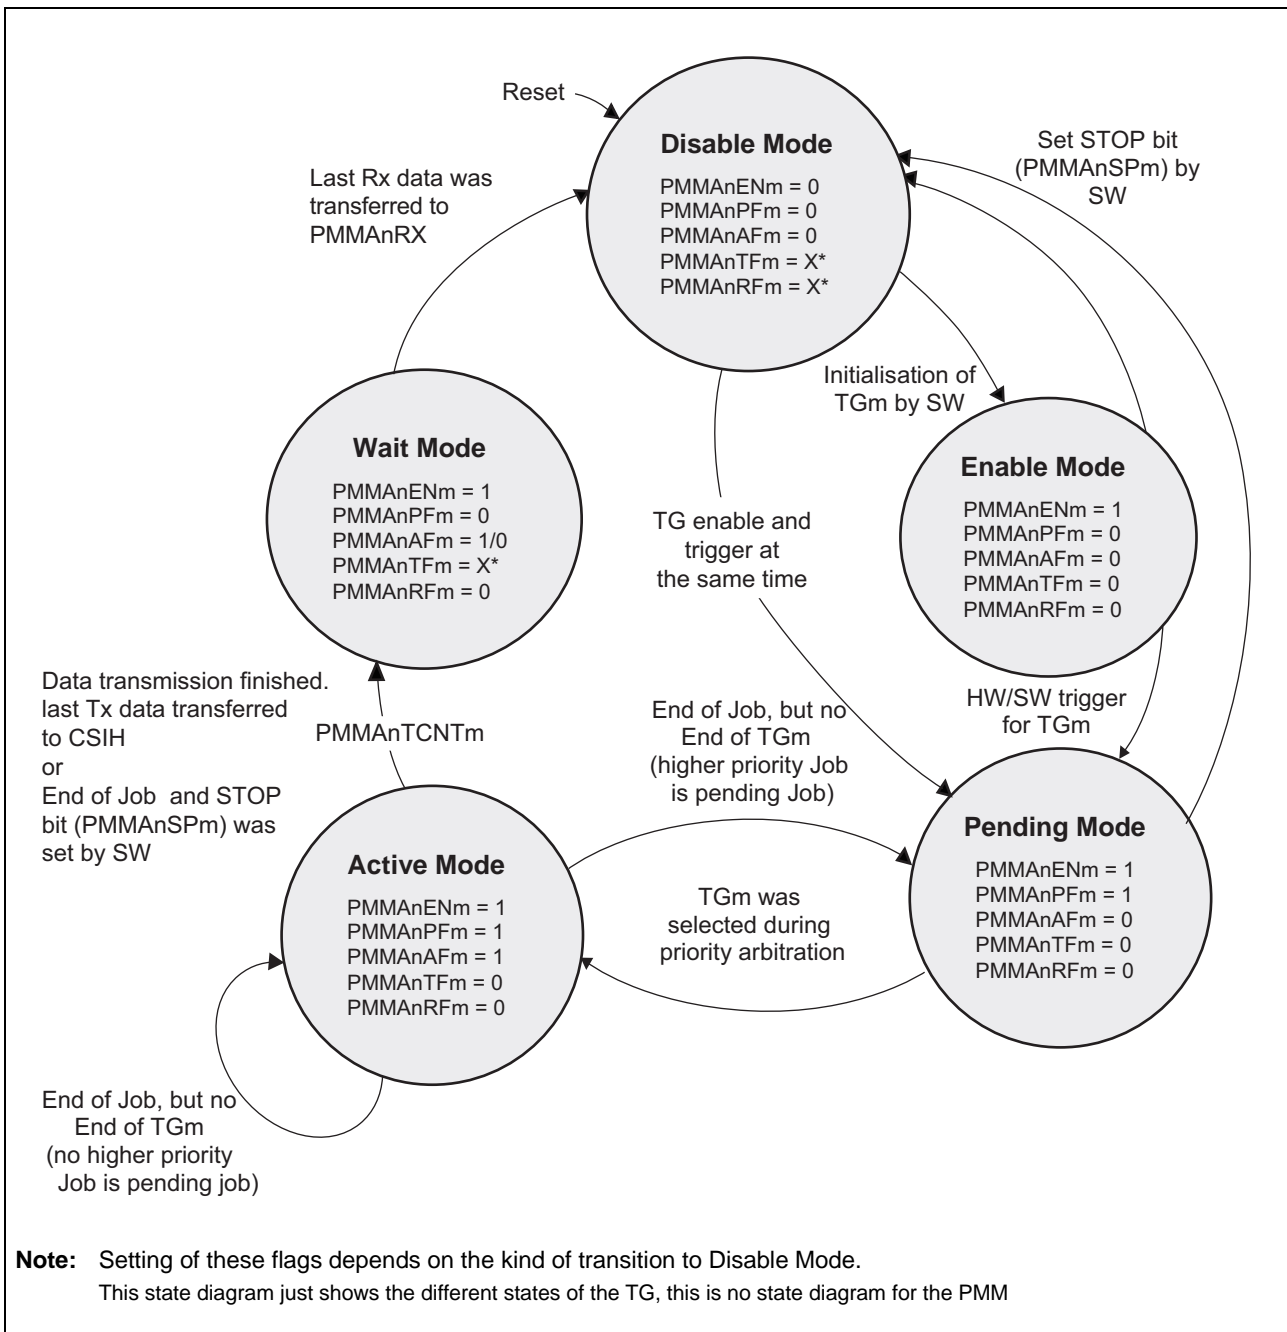 Reset
Disable Mode
PMMAnENm = 0
PMMAnPFm = 0
PMMAnAFm = 0
PMMAnTFm = X*
PMMAnRFm = X*
Set STOP bit
(PMMAnSPm) by
SW
Last Rx data was
transferred to
PMMAnRX
Initialisation of
TGm by SW
Wait Mode
PMMAnENm = 1
PMMAnPFm = 0
PMMAnAFm = 1/0
PMMAnTFm = X*
PMMAnRFm = 0
TG enable and
trigger at
the same time
Enable Mode
PMMAnENm = 1
PMMAnPFm = 0
PMMAnAFm = 0
PMMAnTFm = 0
PMMAnRFm = 0
Data transmission finished.
last Tx data transferred
to CSIH
or
End of Job and STOP
bit (PMMAnSPm) was
set by SW
PMMAnTCNTm
End of Job, but no
End of TGm
(higher priority Job
is pending Job)
HW/SW trigger
for TGm
Active Mode
PMMAnENm = 1
PMMAnPFm = 1
PMMAnAFm = 1
PMMAnTFm = 0
PMMAnRFm = 0
TGm was
selected during
priority arbitration
Pending Mode
PMMAnENm = 1
PMMAnPFm = 1
PMMAnAFm = 0
PMMAnTFm = 0
PMMAnRFm = 0
End of Job, but no
End of TGm
(no higher priority
Job is pending job)
Note: Setting of these flags depends on the kind of transition to Disable Mode.
This state diagram just shows the different states of the TG, this is no state diagram for the PMM